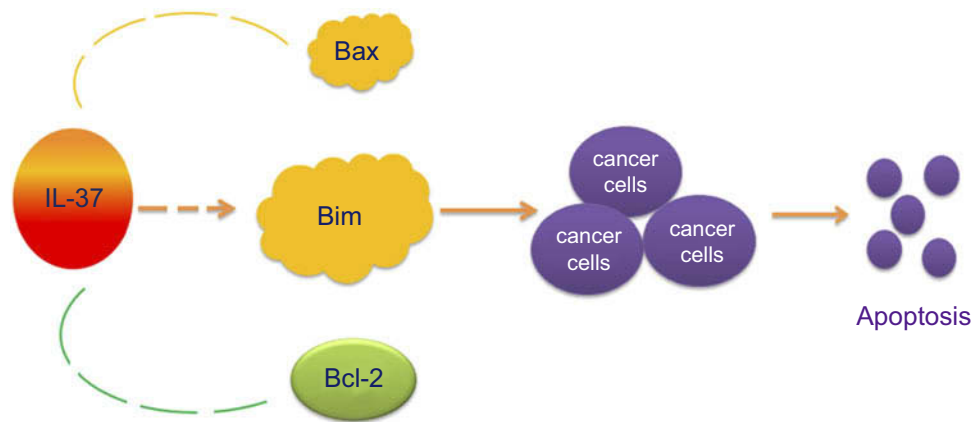 Bax
IL-37
Bim
cancer
cells
cancer
cells
cancer
cells
Apoptosis
Bcl-2